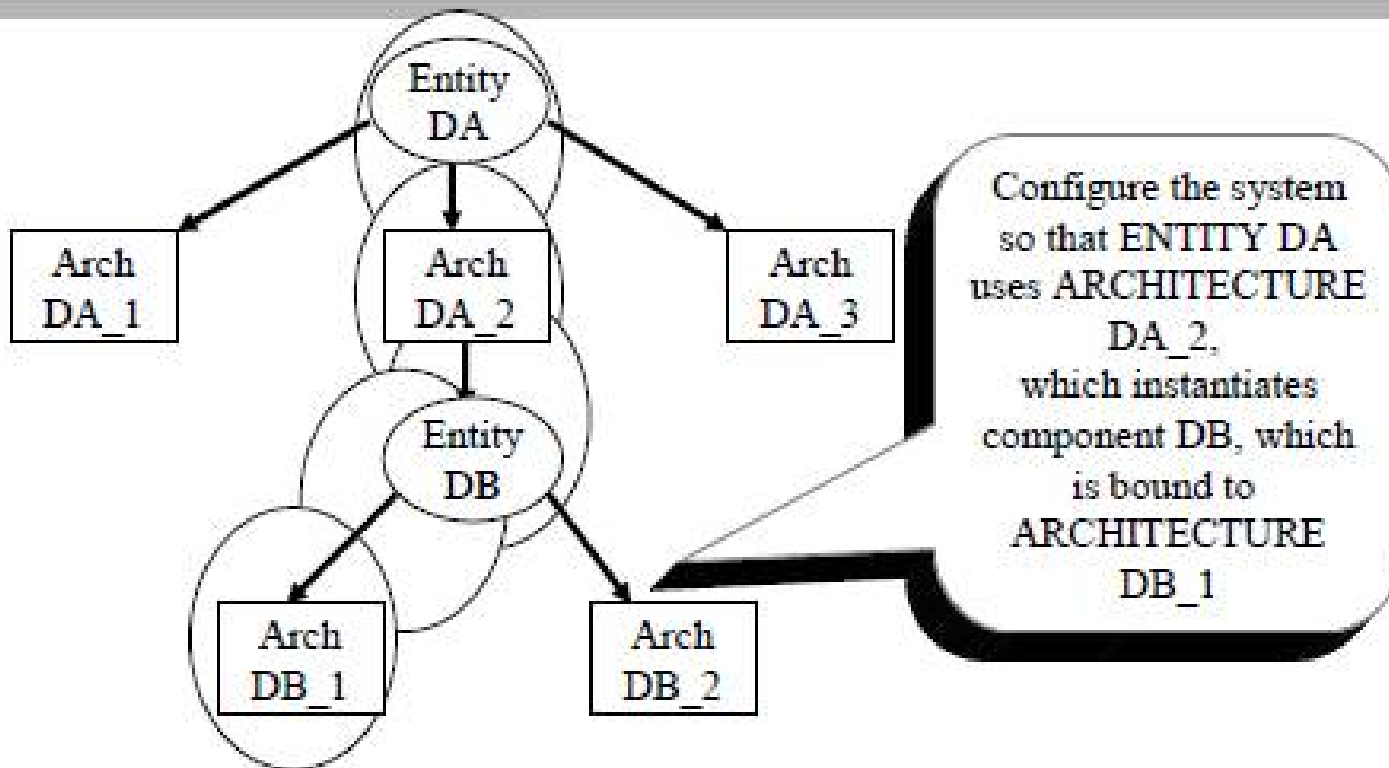 Entity
DA
Arch
DA_1
Arch
DA_2
Arch
DA_3
Entity
DB
Arch
DB_1
Arch
DB_2
Configure the system
so that ENTITY DA
uses ARCHITECTURE
DA_2,
which instantiates
component DB, which
is bound to
ARCHITECTURE
DB_1